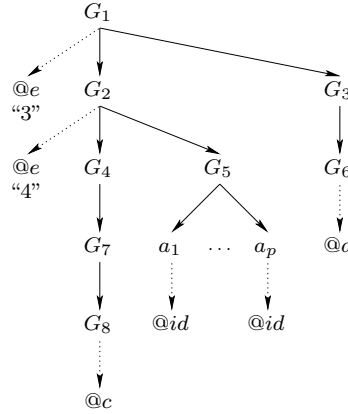 G1
@e G2 G3
“3”
@e G4 G5 G6
“4”
G7 a1 ... ap @d
G8 @id @id
@c